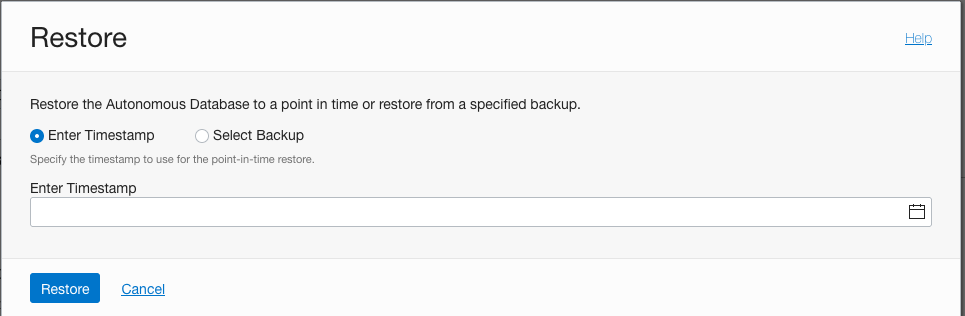 Restore
Help
Restore the Autonomous Database to a point in time or restore from a specified backup.
Enter Timestamp Select Backup
Specify the timestamp to use for the point-in-time restore.
Enter Timestamp
Restore Cancel